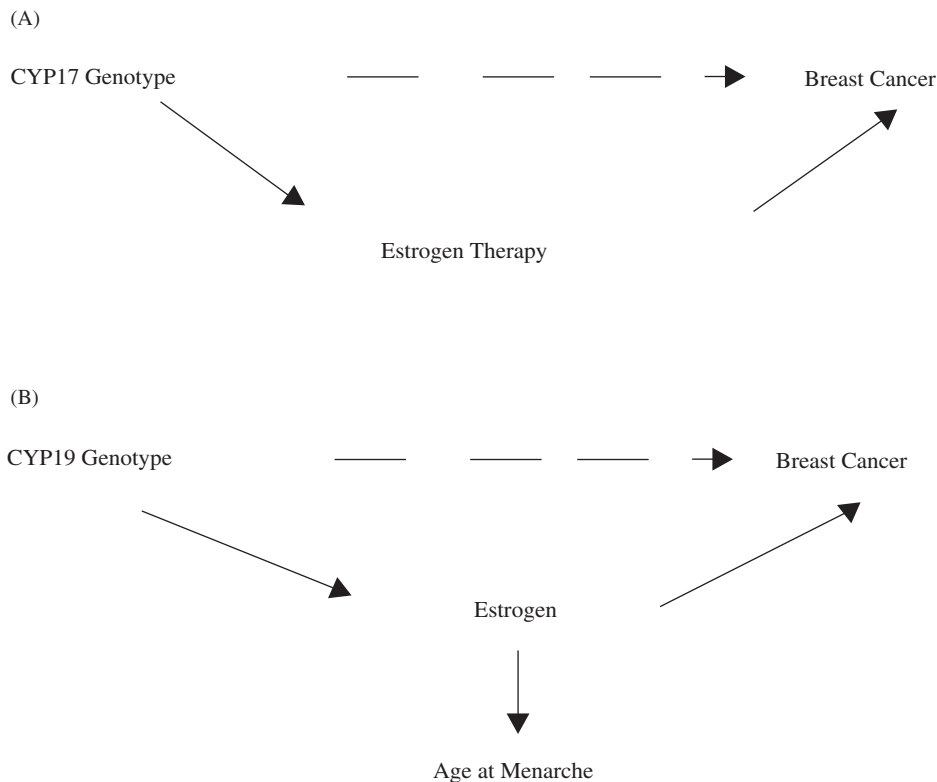 (A)
CYP17 Genotype
Breast Cancer
Estrogen Therapy
(B)
CYP19 Genotype
Breast Cancer
Estrogen
Age at Menarche